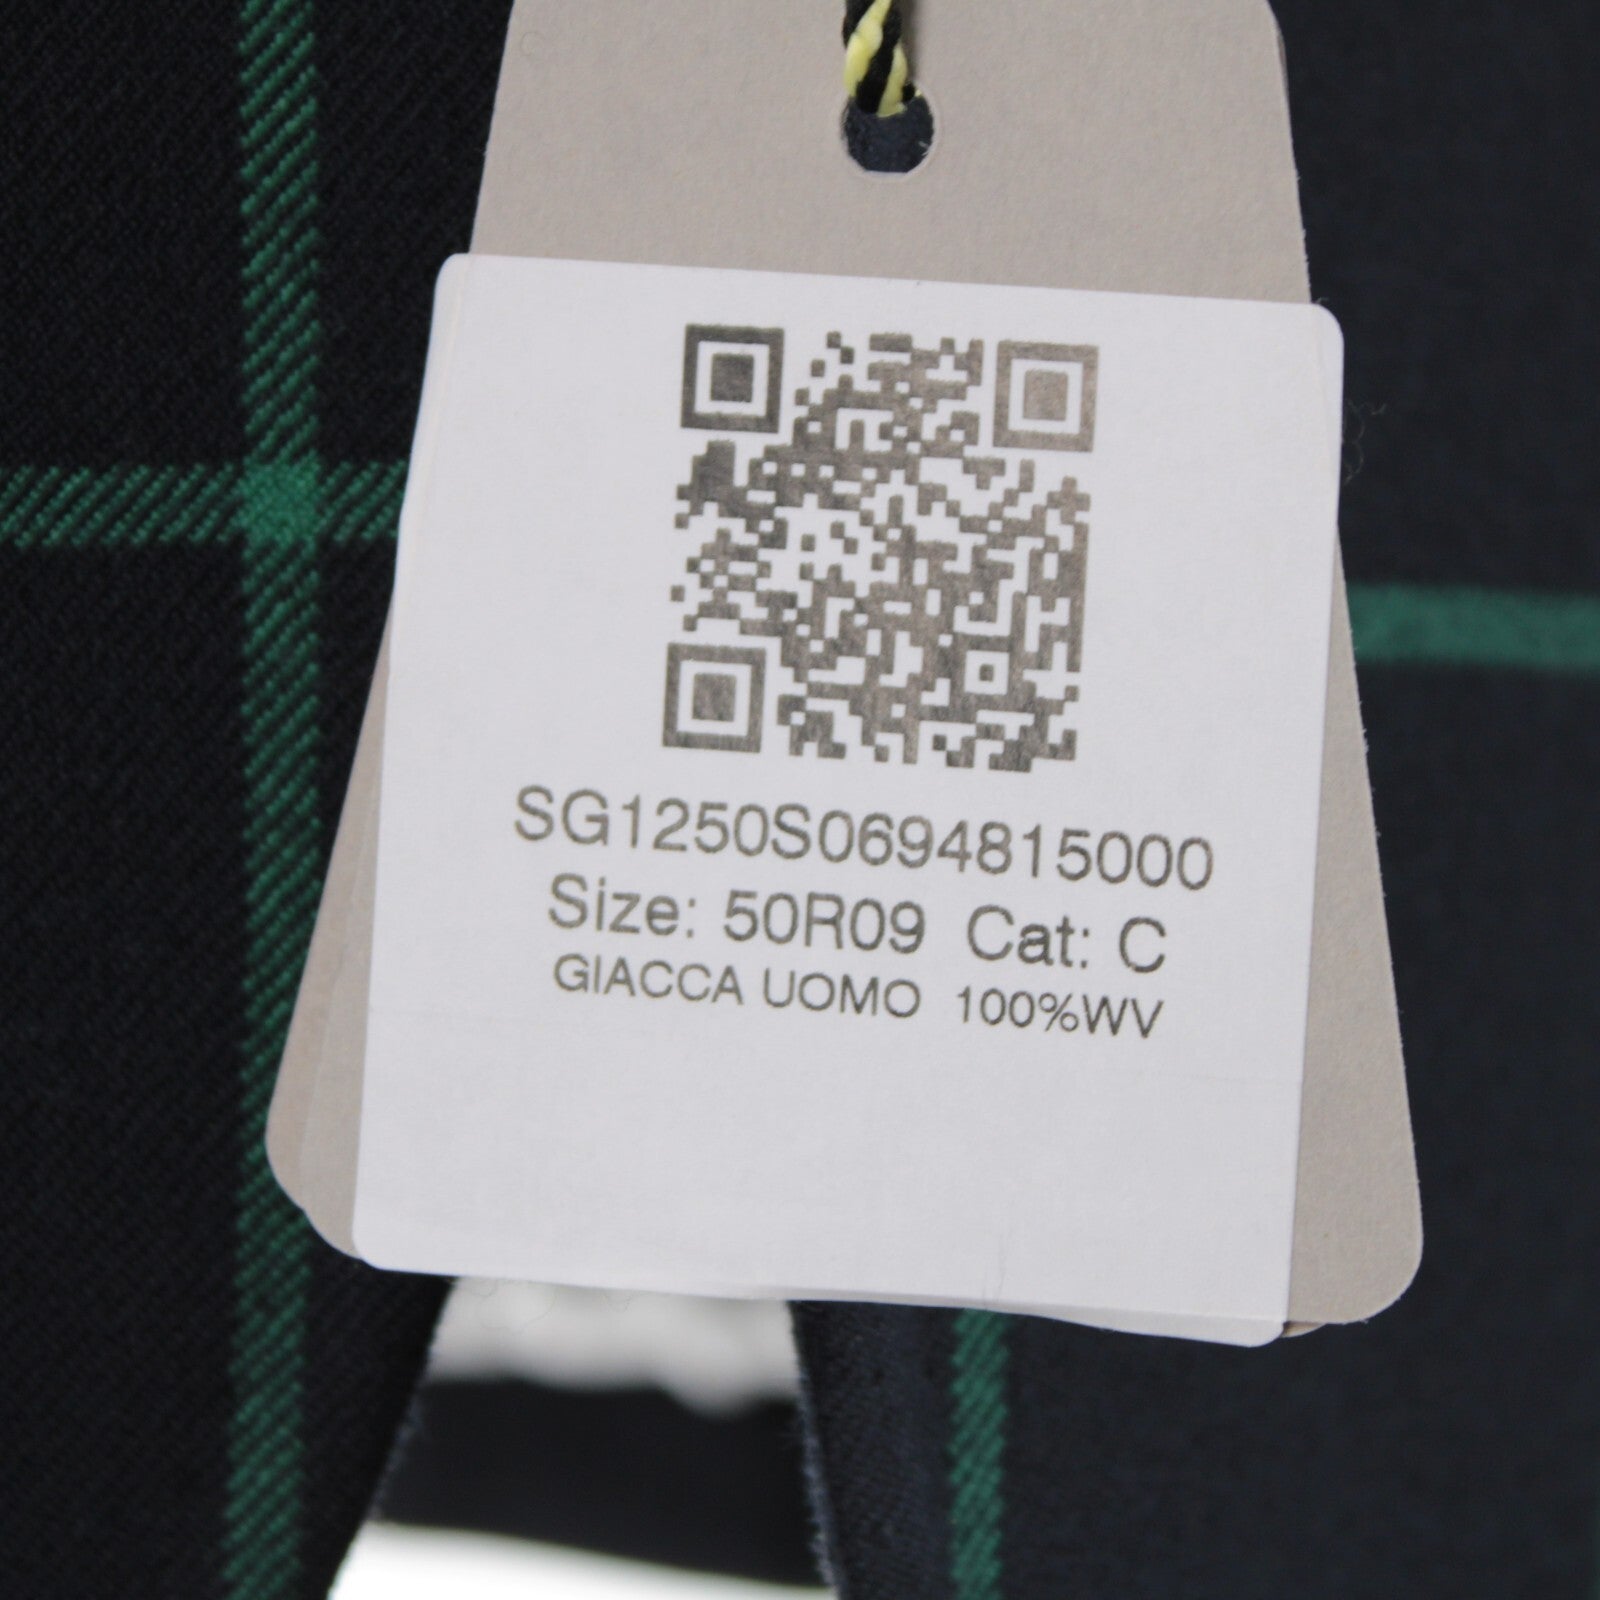 SG1250S0694815000
Size: 50R09 Cat: C
GIACCA UOMO 100%WV